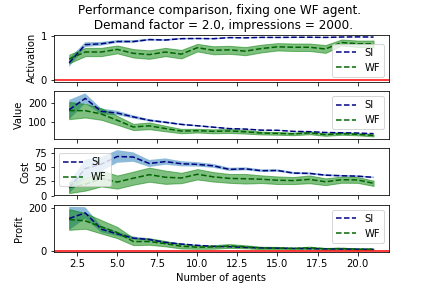 Performance comparison, fixing one WF agent.
Demand factor = 2.0, impressions = 2000.
Activation
1
0
SI
WF
Value
200
100
SI
WF
Cost
75
50
25
SI
WF
Profit
200
0
SI
WF
2.5 5.0 7.5 10.0 12.5 15.0 17.5 20.0
Number of agents